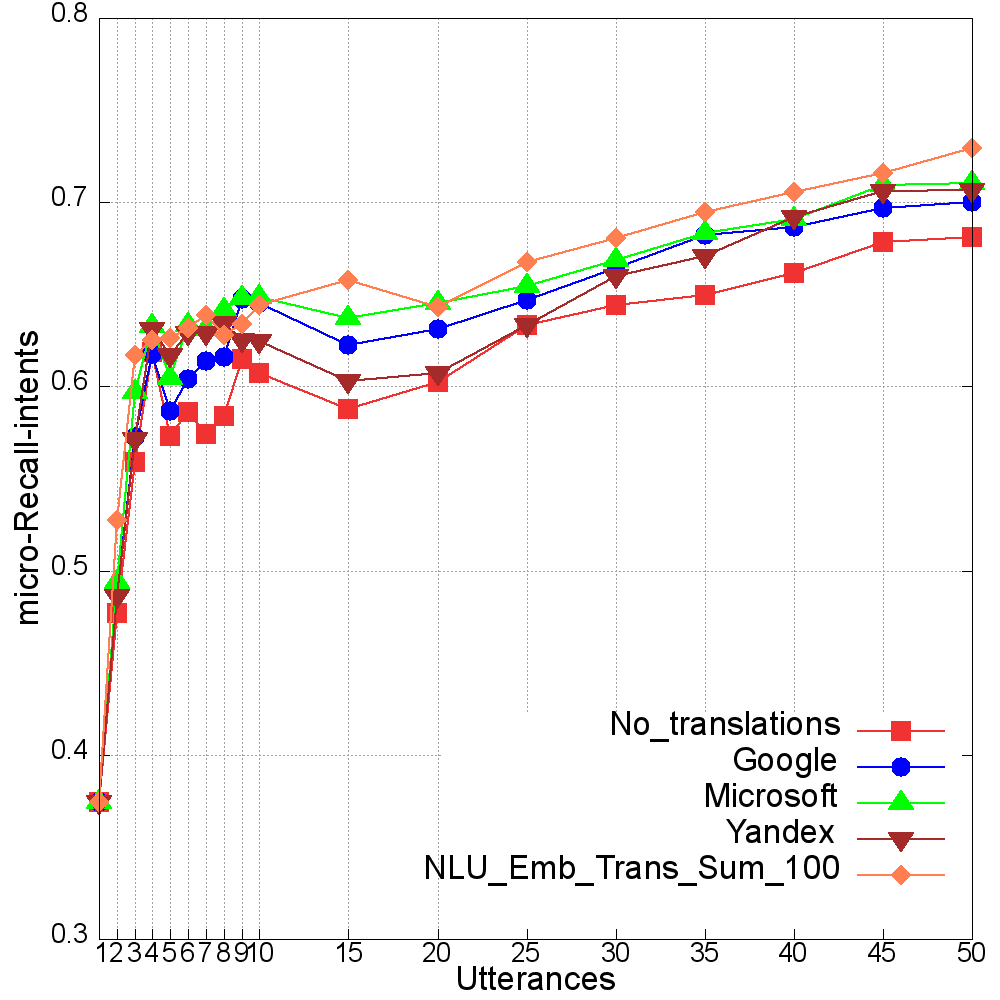 0.8
0.7
0.6
0.5
0.4
0.3
micro-Recall-intents
No_translations
Google
Microsoft
Yandex
NLU_Emb_Trans_Sum_100
1 2 3 4 5 6 7 8 9 10 15 20 25 30 35 40 45 50
Utterances